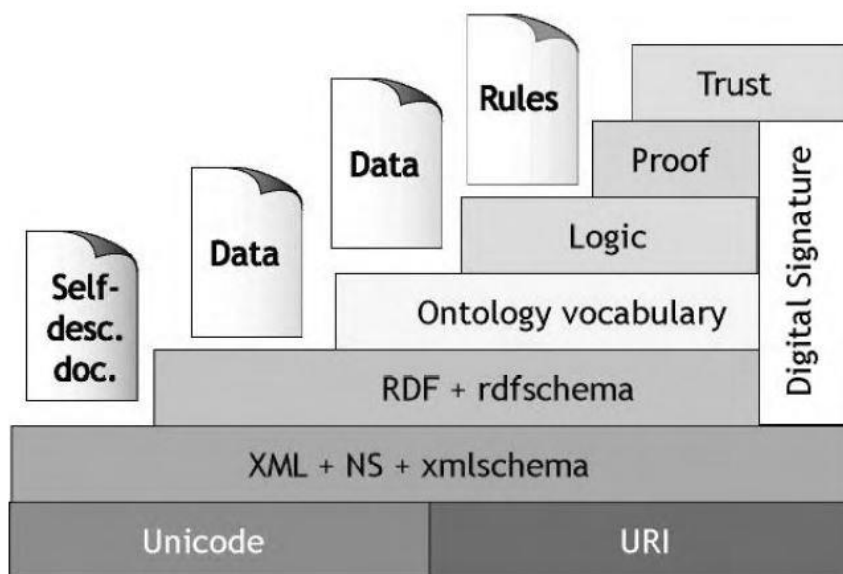 Rules
Trust
Data
Proof
Data
Logic
Self-
desc.
doc.
Ontology vocabulary
Digital Signature
RDF + rdfschema
XML + NS + xmlschema
Unicode
URI